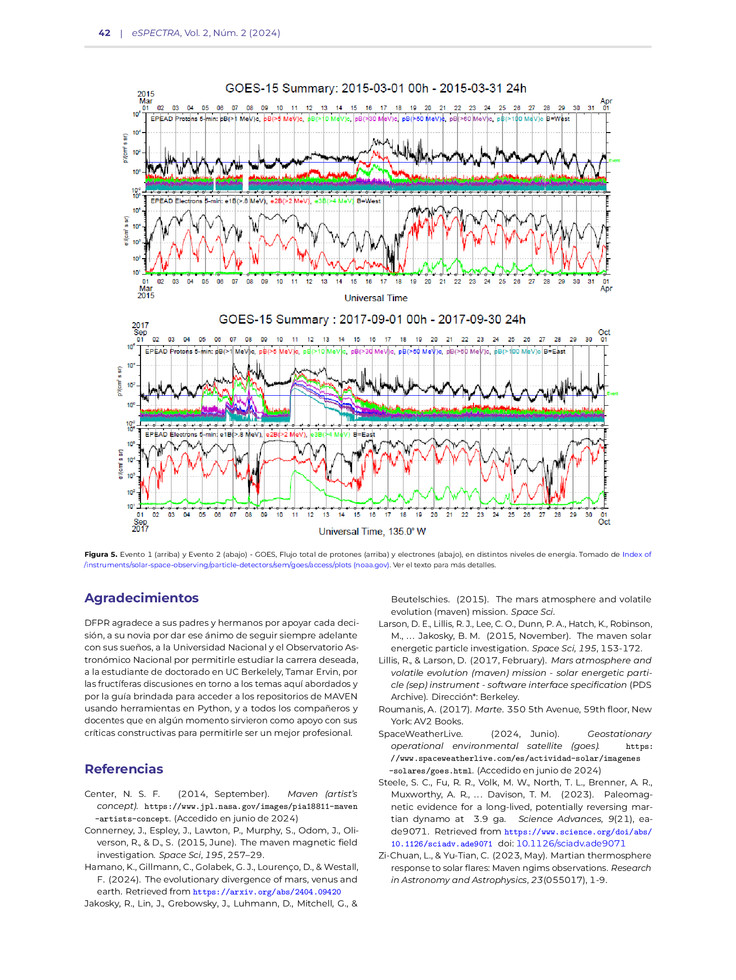 42 | eSPECTRA, Vol. 2, Núm. 2 (2024)
GOES-15 Summary: 2015-03-01 00h - 2015-03-31 24h
2015
Mar Apr
01 02 03 04 05 06 07 08 09 10 11 12 13 14 15 16 17 18 19 20 21 22 23 24 25 26 27 28 29 30 31 01
EPEAD Protons 5-min: pB(>1 MeV)c, pB(>5 MeV)c, pB(>10 MeV)c, pB(>30 MeV)c, pB(>50 MeV)c, pB(>60 MeV)c, pB(>100 MeV)c B=West
EPEAD Electrons 5-min: e1B(>.8 MeV), e2B(>2 MeV), e2B(>4 MeV) B=West
01 02 03 04 05 06 07 08 09 10 11 12 13 14 15 16 17 18 19 20 21 22 23 24 25 26 27 28 29 30 31 01
Mar Apr
2015
Universal Time
GOES-15 Summary : 2017-09-01 00h - 2017-09-30 24h
2017
Sep Oct
01 02 03 04 05 06 07 08 09 10 11 12 13 14 15 16 17 18 19 20 21 22 23 24 25 26 27 28 29 30 01
EPEAD Protons 5-min: pB(>1 MeV)c, pB(>5 MeV)c, pB(>10 MeV)c, pB(>30 MeV)c, pB(>50 MeV)c, pB(>60 MeV)c, pB(>100 MeV)c B=East
EPEAD Electrons 5-min: e1B(>.8 MeV), e2B(>2 MeV), e2B(>4 MeV) B=East
01 02 03 04 05 06 07 08 09 10 11 12 13 14 15 16 17 18 19 20 21 22 23 24 25 26 27 28 29 30 01
Sep Oct
2017
Universal Time, 135.0° W
Figura 5. Evento 1 (arriba) y Evento 2 (abajo) - GOES, Flujo total de protones (arriba) y electrones (abajo), en distintos niveles de energía. Tomado de Index of
/instruments/solar-space-observing/particle-detectors/sem/goes/access/plots (noaa.gov). Ver el texto para más detalles.
Agradecimientos
DFPR agradece a sus padres y hermanos por apoyar cada deci-
sión, a su novia por dar ese ánimo de seguir siempre adelante
con sus sueños, a la Universidad Nacional y el Observatorio As-
tronómico Nacional por permitirle estudiar la carrera deseada,
a la estudiante de doctorado en UC Berkelely, Tamar Ervin, por
las fructíferas discusiones en torno a los temas aquí abordados y
por la guía brindada para acceder a los repositorios de MAVEN
usando herramientas en Python, y a todos los compañeros y
docentes que en algún momento sirvieron como apoyo con sus
críticas constructivas para permitirle ser un mejor profesional.
Referencias
Center, N. S. F. (2014, September). Maven (artist's
concept). https://www.jpl.nasa.gov/images/pia18811-maven
-artists-concept. (Accedido en junio de 2024)
Connerney, J., Espley, J., Lawton, P., Murphy, S., Odom, J., Oli-
verson, R., & D., S. (2015, June). The maven magnetic field
investigation. Space Sci, 195, 257–29.
Hamano, K., Gillmann, C., Golabek, G. J., Lourenço, D., & Westall,
F. (2024). The evolutionary divergence of mars, venus and
earth. Retrieved from https://arxiv.org/abs/2404.09420
Jakosky, R., Lin, J., Grebowsky, J., Luhmann, D., Mitchell, G., &
Beutelschies. (2015). The mars atmosphere and volatile
evolution (maven) mission. Space Sci.
Larson, D. E., Lillis, R. J., Lee, C. O., Dunn, P. A., Hatch, K., Robinson,
M., ... Jakosky, B. M. (2015, November). The maven solar
energetic particle investigation. Space Sci, 195, 153-172.
Lillis, R., & Larson, D. (2017, February). Mars atmosphere and
volatile evolution (maven) mission - solar energetic parti-
cle (sep) instrument - software interface specification (PDS
Archive). Dirección*: Berkeley.
Roumanis, A. (2017). Marte. 350 5th Avenue, 59th floor, New
York: AV2 Books.
SpaceWeatherLive. (2024, Junio). Geostationary
operational environmental satellite (goes). https:
//www.spaceweatherlive.com/es/actividad-solar/imagenes
-solares/goes.html. (Accedido en junio de 2024)
Steele, S. C., Fu, R. R., Volk, M. W., North, T. L., Brenner, A. R.,
Muxworthy, A. R., ... Davison, T. M. (2023). Paleomag-
netic evidence for a long-lived, potentially reversing mar-
tian dynamo at 3.9 ga. Science Advances, 9(21), ea-
de9071. Retrieved from https://www.science.org/doi/abs/
10.1126/sciadv.ade9071 doi: 10.1126/sciadv.ade9071
Zi-Chuan, L., & Yu-Tian, C. (2023, May). Martian thermosphere
response to solar flares: Maven ngims observations. Research
in Astronomy and Astrophysics, 23(055017), 1-9.